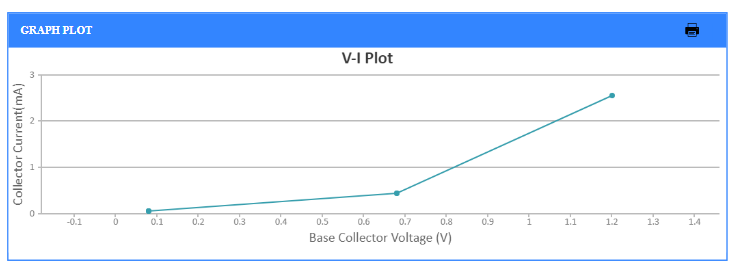 GRAPH PLOT
V-I Plot
Collector Current(mA)
3
2
1
0
-0.1 0 0.1 0.2 0.3 0.4 0.5 0.6 0.7 0.8 0.9 1 1.1 1.2 1.3 1.4
Base Collector Voltage (V)